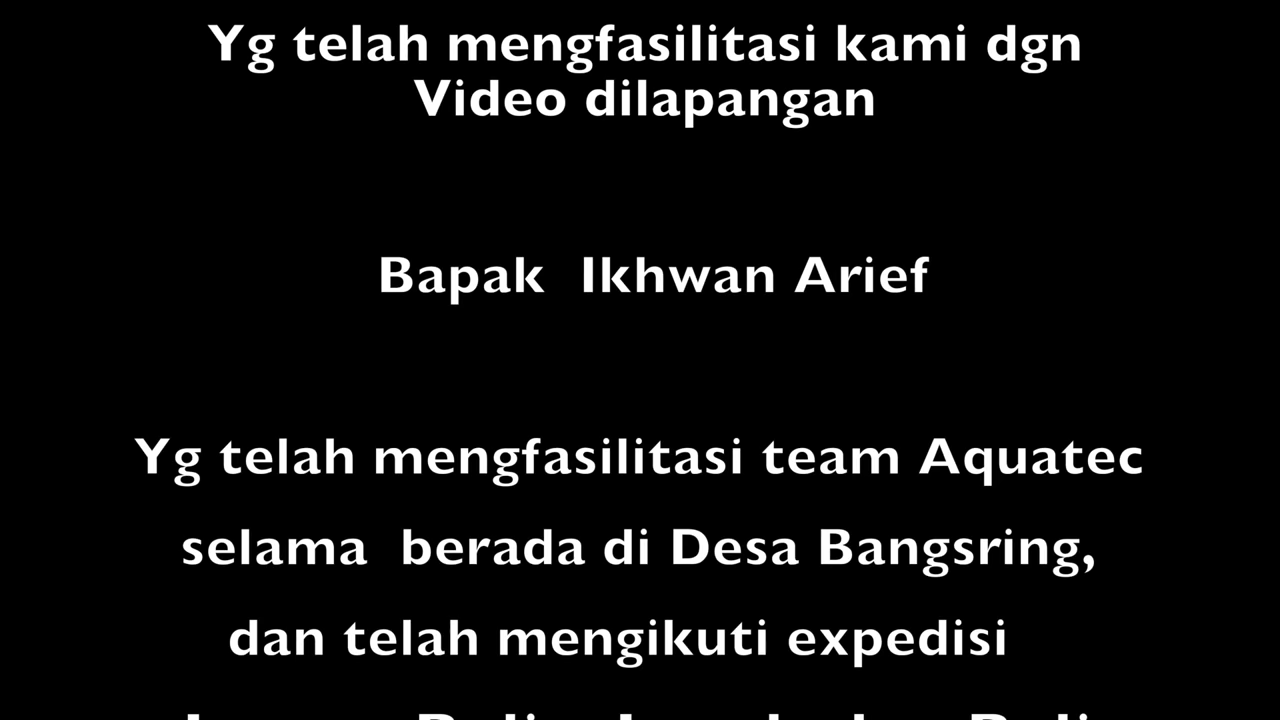 Yg telah mengfasilitasi kami dgn
Video dilapangan
Bapak Ikhwan Arief
Yg telah mengfasilitasi team Aquatec
selama berada di Desa Bangsring,
dan telah mengikuti expedisi